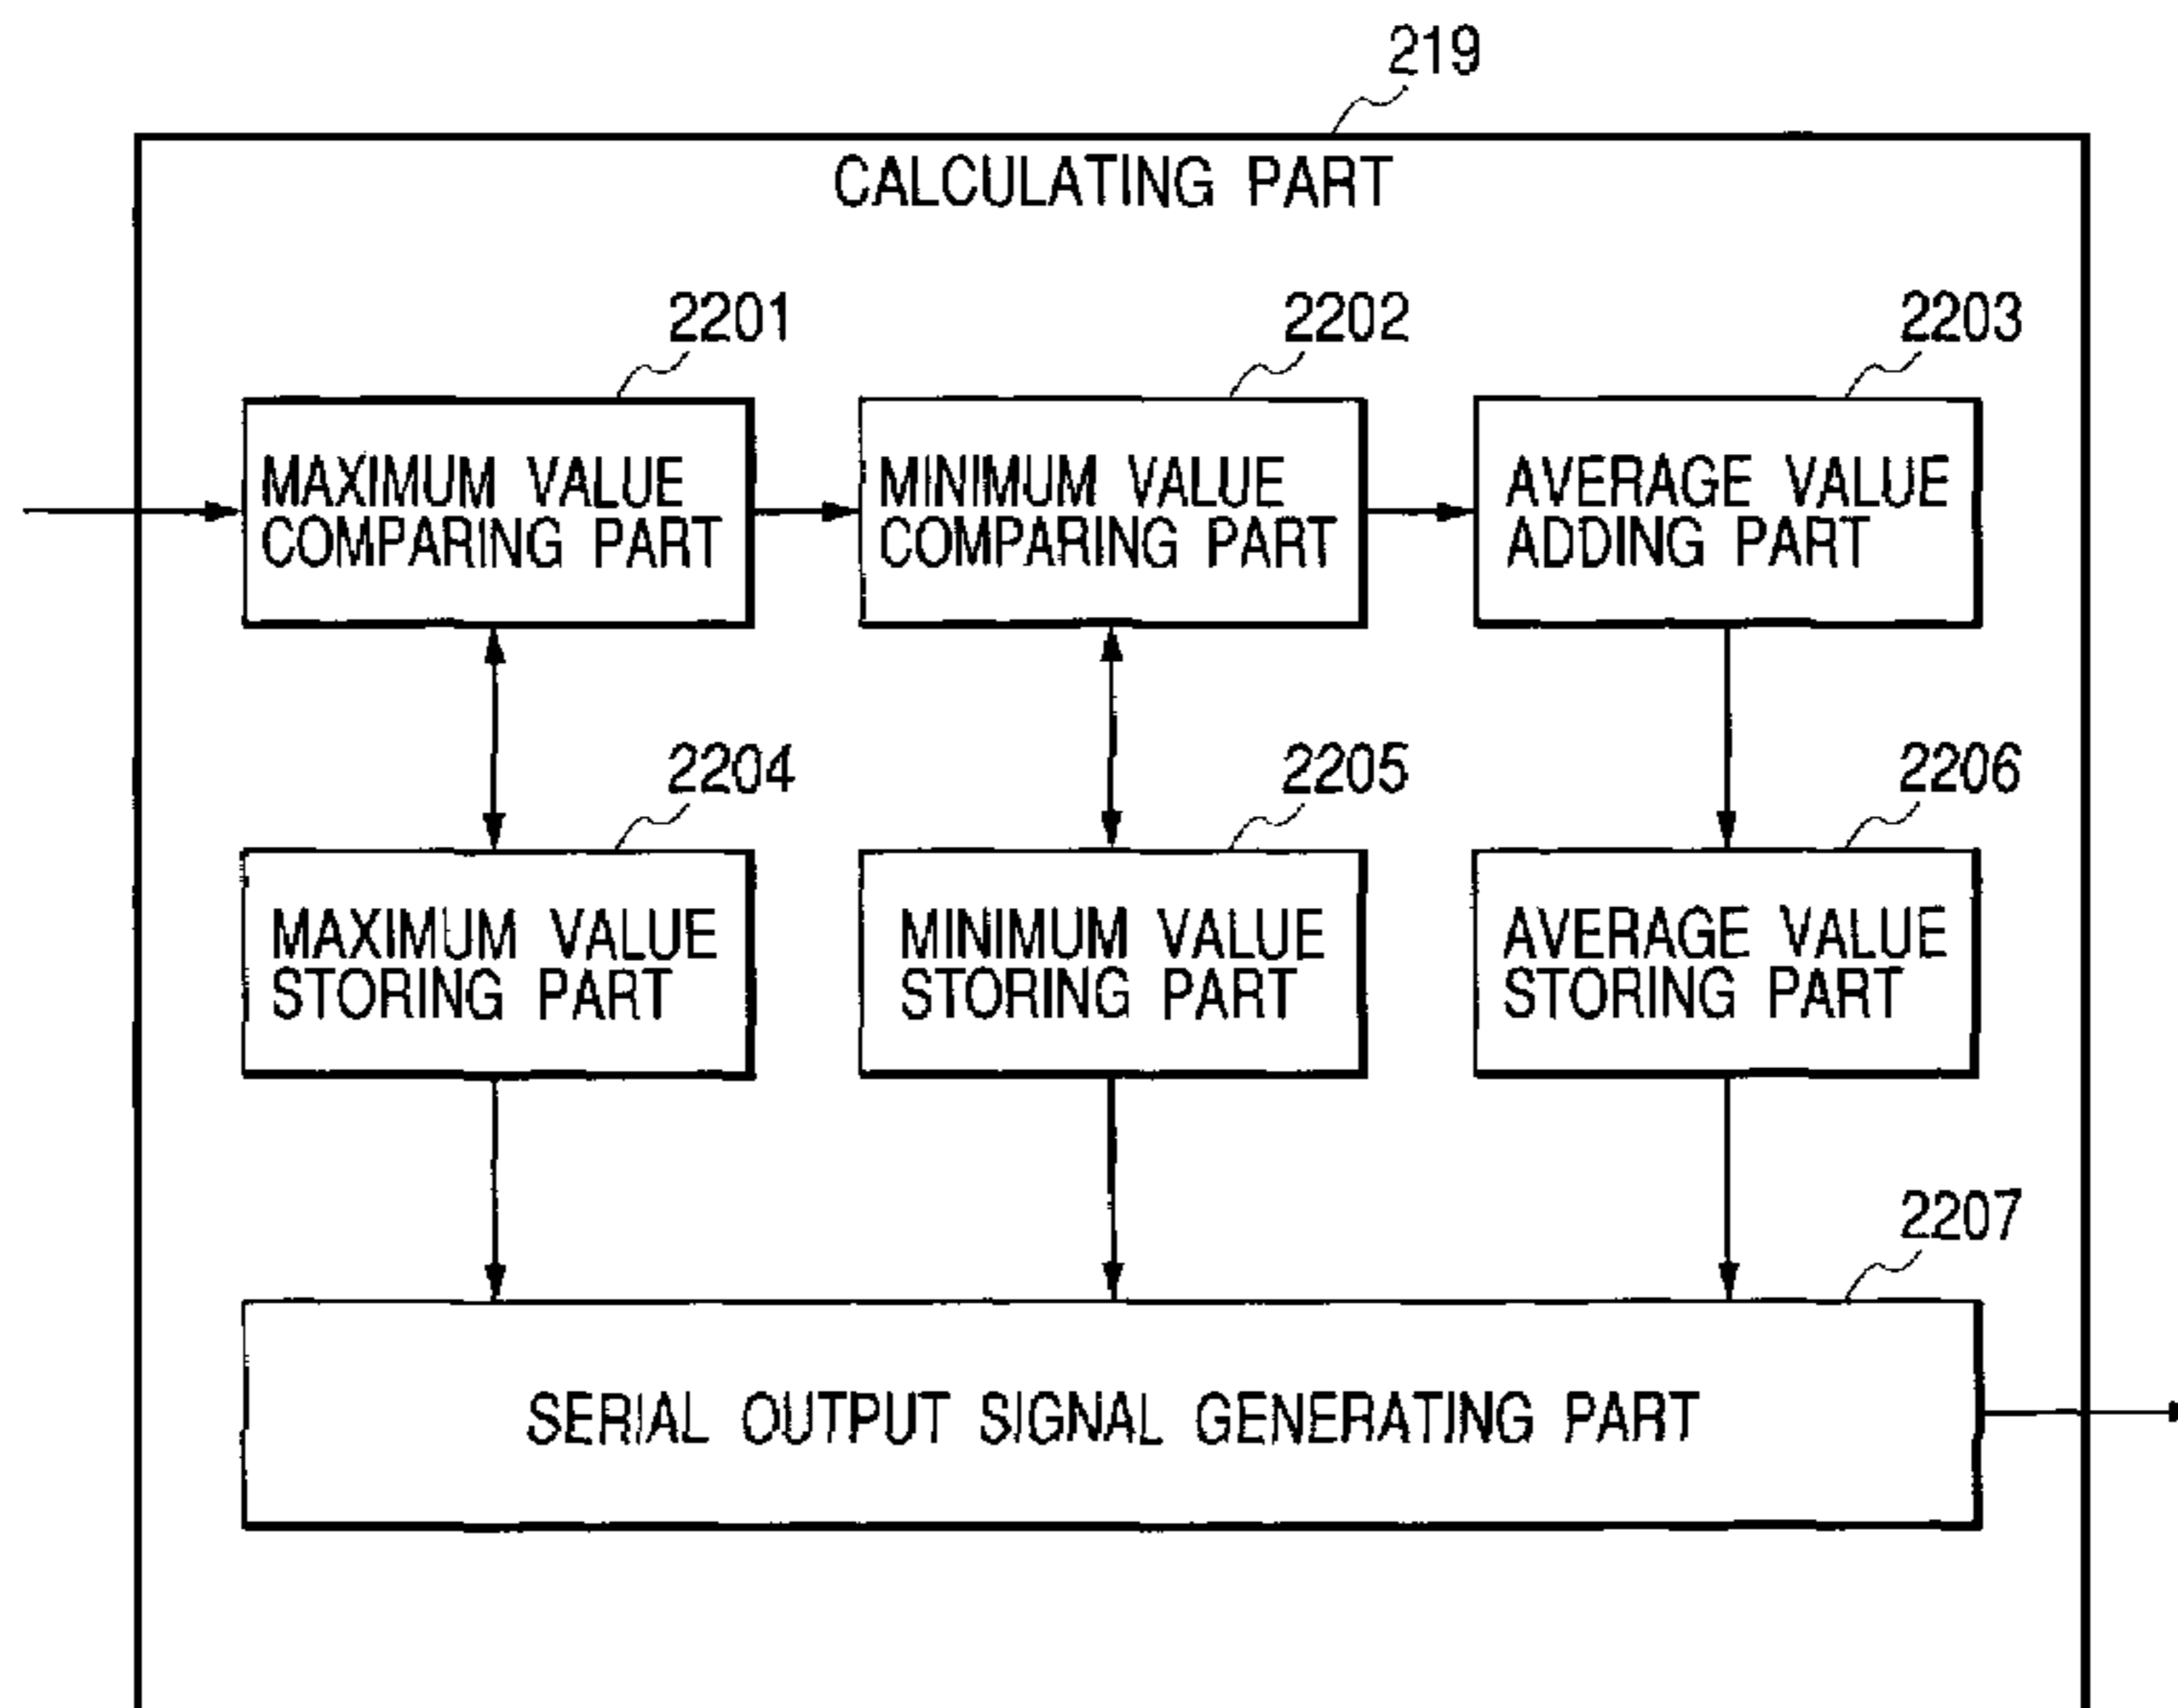 219
CALCULATING PART
2201
2202
2203
MAXIMUM VALUE
COMPARING PART
MINIMUM VALUE
COMPARING PART
AVERAGE VALUE
ADDING PART
2204
2205
2206
MAXIMUM VALUE
STORING PART
MINIMUM VALUE
STORING PART
AVERAGE VALUE
STORING PART
2207
SERIAL OUTPUT SIGNAL GENERATING PART